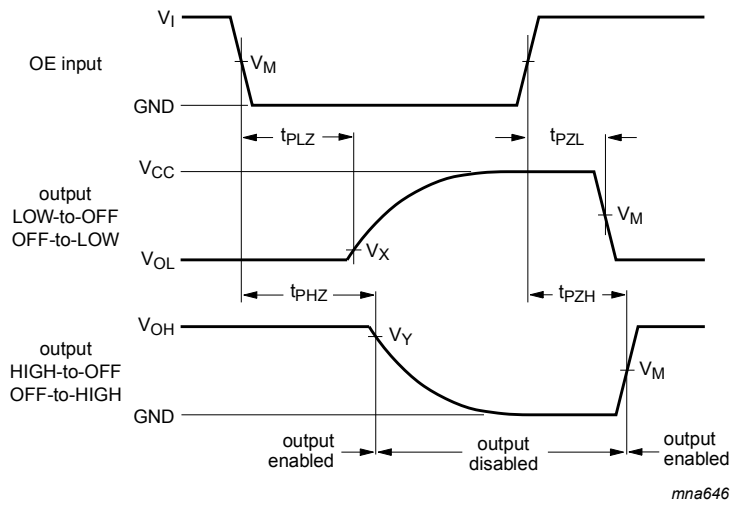 VI
OE input
VM
GND
tPLZ
tPZL
VCC
output
LOW-to-OFF
OFF-to-LOW
VM
VX
VOL
tPHZ
tPZH
VOH
VY
output
HIGH-to-OFF
OFF-to-HIGH
VM
GND
output
enabled
output
disabled
output
enabled
mna646